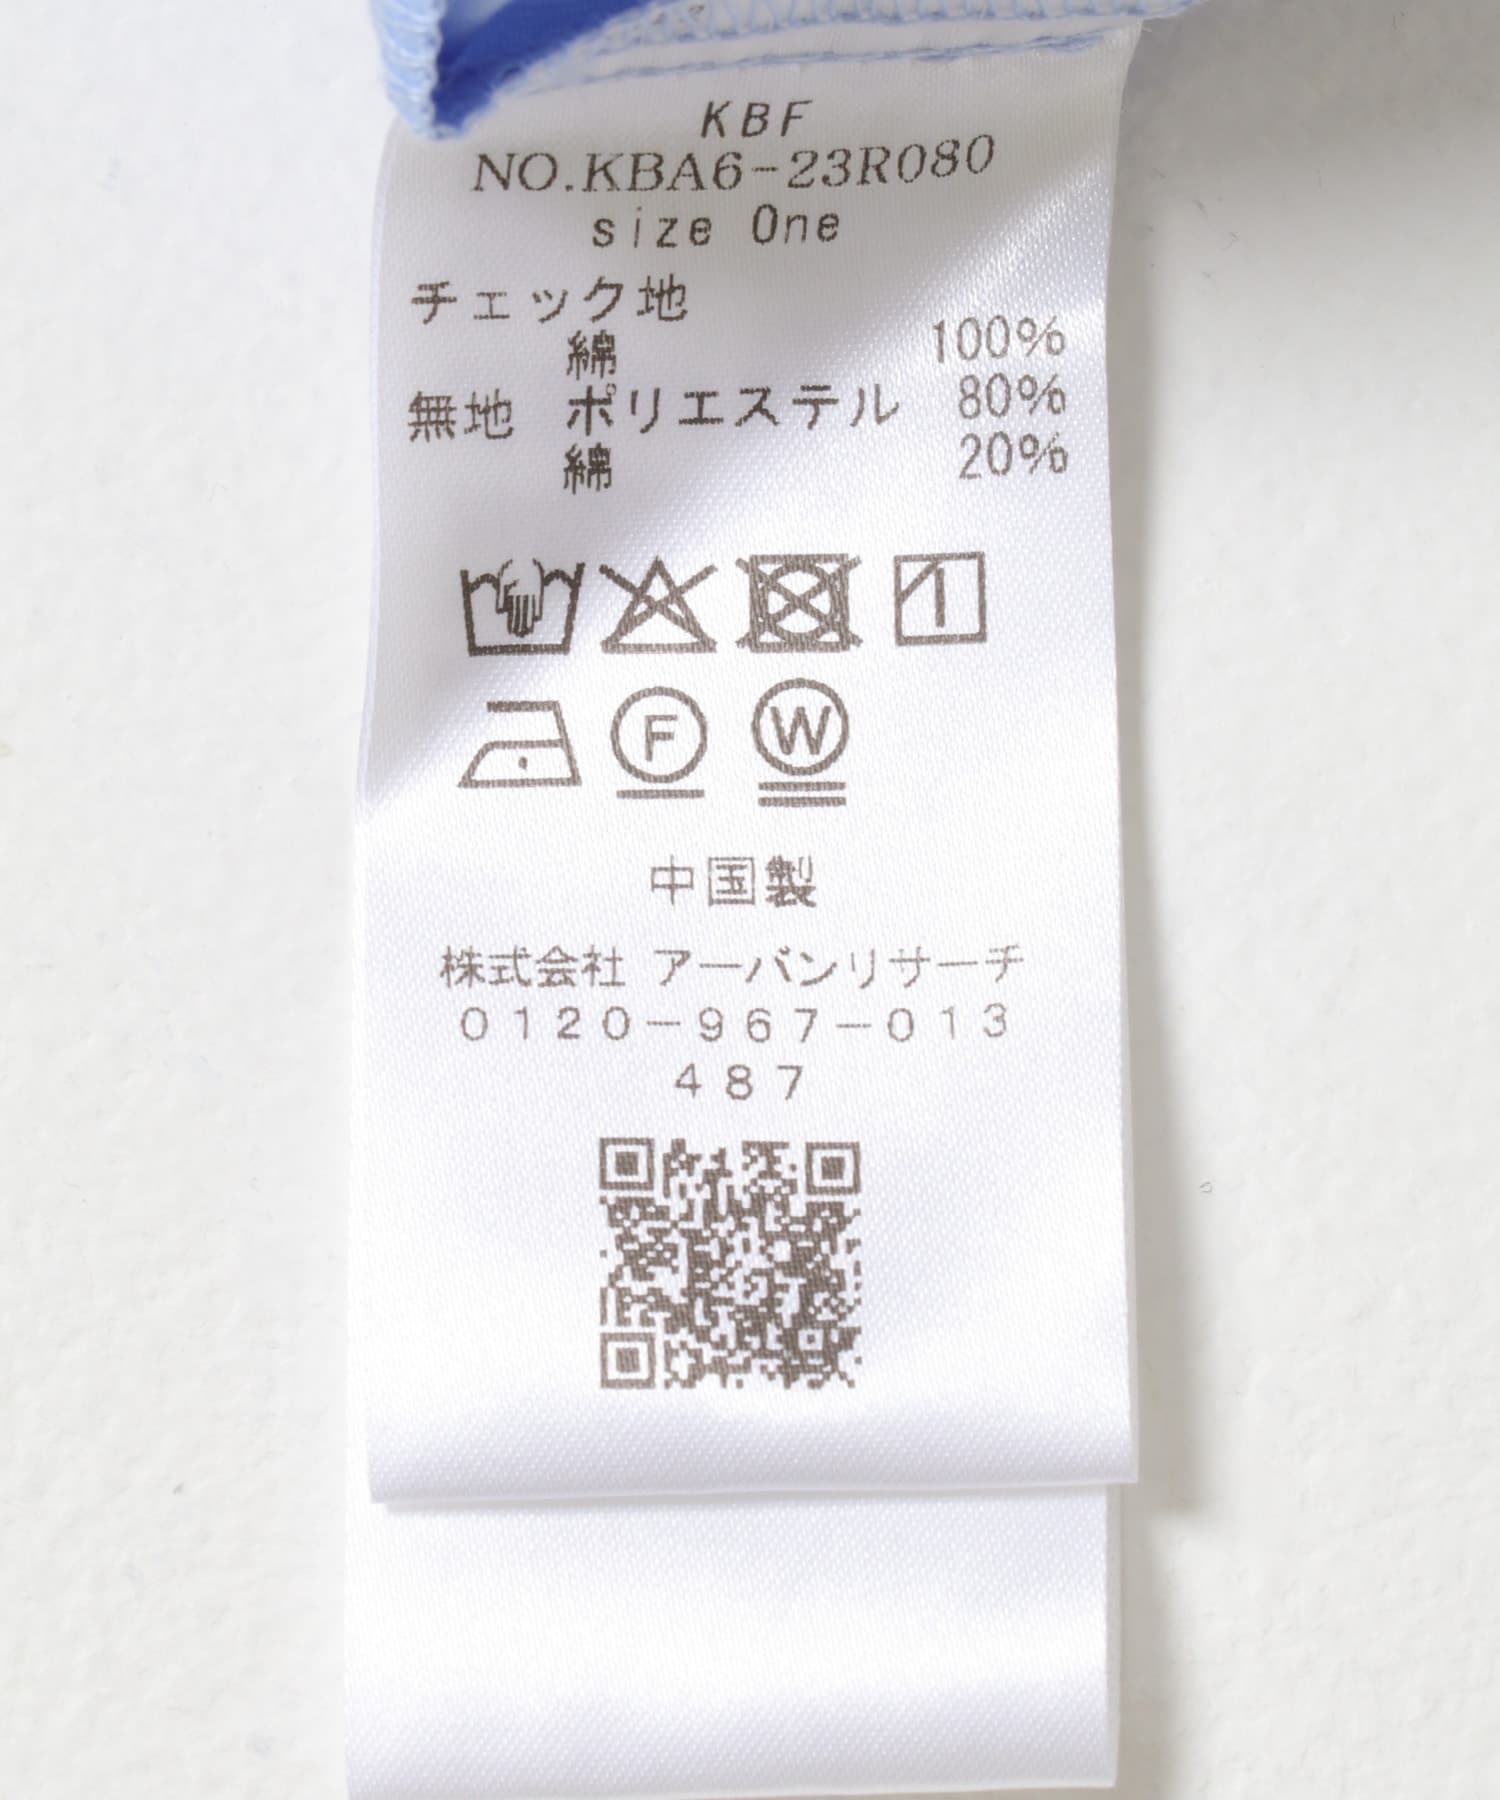 KBF
NO.KBA6-23R080
size One
チェック地
綿 100%
無地 ポリエステル 80%
綿 20%
F W
中国製
株式会社 アーバンリサーチ
0120-967-013
487